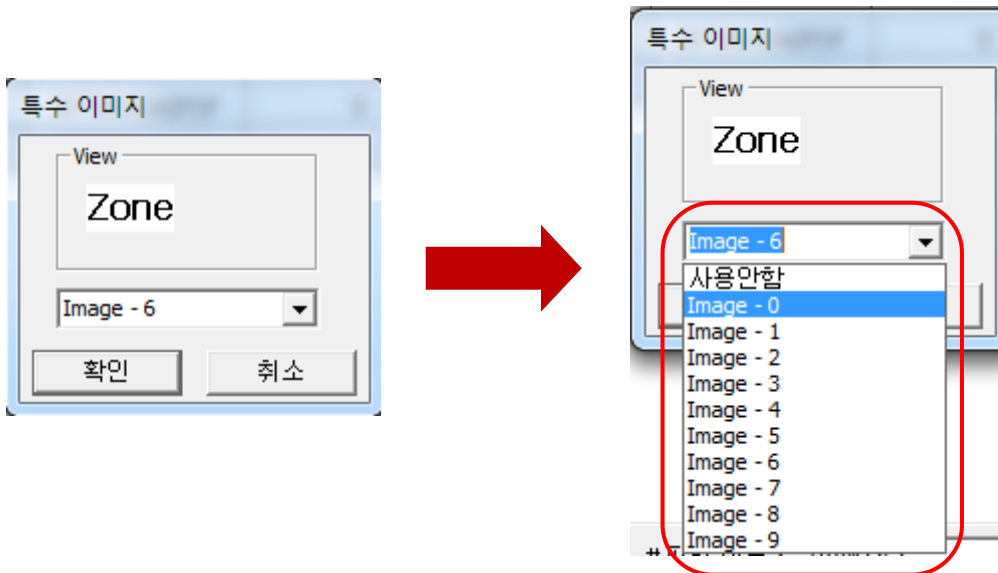 특수 이미지
View
Zone
Image - 6
확인
취소
특수 이미지
View
Zone
Image - 6
사용안함
Image - 0
Image - 1
Image - 2
Image - 3
Image - 4
Image - 5
Image - 6
Image - 7
Image - 8
Image - 9